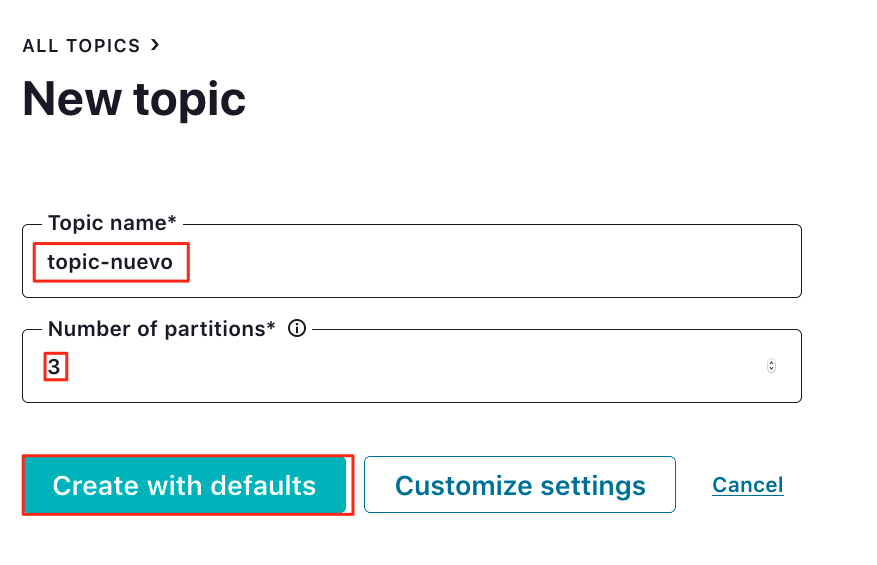 ALL TOPICS >
New topic
Topic name*
topic-nuevo
Number of partitions*
3
Create with defaults Customize settings Cancel